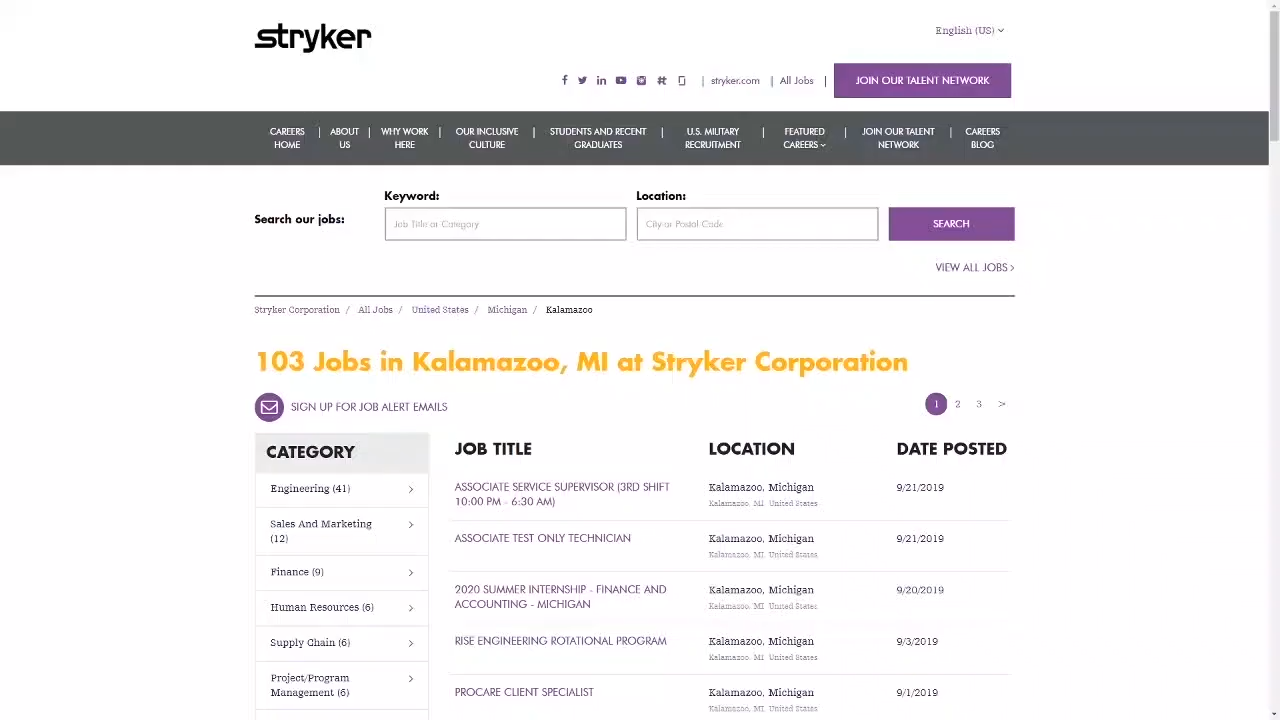 stryker
English (US)
| stryker.com | All Jobs | JOIN OUR TALENT NETWORK
CAREERS HOME | ABOUT US | WHY WORK HERE | OUR INCLUSIVE CULTURE | STUDENTS AND RECENT GRADUATES | U.S. MILITARY RECRUITMENT | FEATURED CAREERS | JOIN OUR TALENT NETWORK | CAREERS BLOG
Search our jobs:
Keyword:
Job Title or Category
Location:
City or Postal Code
SEARCH
VIEW ALL JOBS >
Stryker Corporation / All Jobs / United States / Michigan / Kalamazoo
103 Jobs in Kalamazoo, MI at Stryker Corporation
SIGN UP FOR JOB ALERT EMAILS
1 2 3 >
CATEGORY
Engineering (41)
Sales And Marketing
(12)
Finance (9)
Human Resources (6)
Supply Chain (6)
Project/Program
Management (6)
JOB TITLE LOCATION DATE POSTED
ASSOCIATE SERVICE SUPERVISOR (3RD SHIFT
10:00 PM - 6:30 AM)
Kalamazoo, Michigan
Kalamazoo, MI United States
9/21/2019
ASSOCIATE TEST ONLY TECHNICIAN
Kalamazoo, Michigan
Kalamazoo, MI United States
9/21/2019
2020 SUMMER INTERNSHIP - FINANCE AND
ACCOUNTING - MICHIGAN
Kalamazoo, Michigan
Kalamazoo, MI United States
9/20/2019
RISE ENGINEERING ROTATIONAL PROGRAM
Kalamazoo, Michigan
Kalamazoo, MI United States
9/3/2019
PROCARE CLIENT SPECIALIST
Kalamazoo, Michigan
Kalamazoo, MI United States
9/1/2019